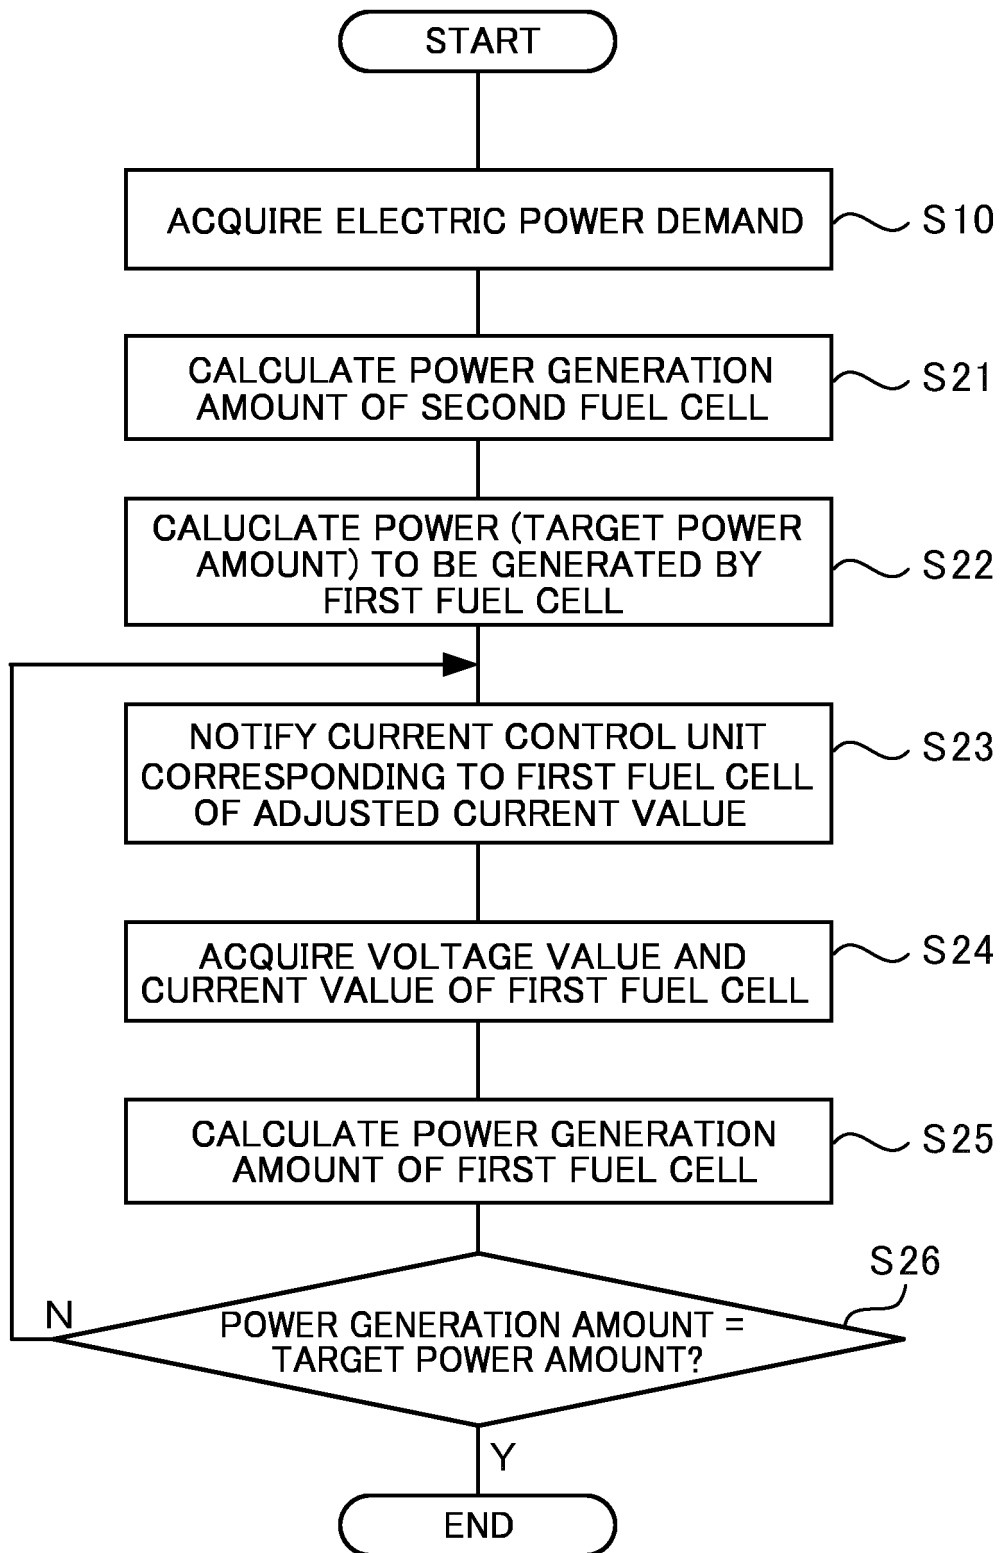 START
ACQUIRE ELECTRIC POWER DEMAND
S10
CALCULATE POWER GENERATION
AMOUNT OF SECOND FUEL CELL
S21
CALUCLATE POWER (TARGET POWER
AMOUNT) TO BE GENERATED BY
FIRST FUEL CELL
S22
NOTIFY CURRENT CONTROL UNIT
CORRESPONDING TO FIRST FUEL CELL
OF ADJUSTED CURRENT VALUE
S23
ACQUIRE VOLTAGE VALUE AND
CURRENT VALUE OF FIRST FUEL CELL
S24
CALCULATE POWER GENERATION
AMOUNT OF FIRST FUEL CELL
S25
S26
N
POWER GENERATION AMOUNT =
TARGET POWER AMOUNT?
Y
END